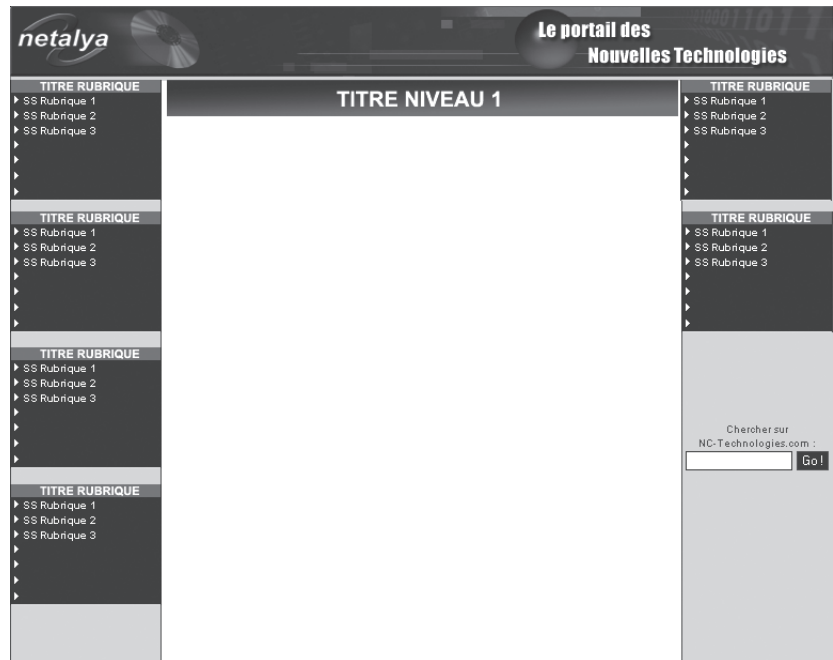 netalya
Le portail des
Nouvelles Technologies
TITRE RUBRIQUE
SS Rubrique 1
SS Rubrique 2
SS Rubrique 3
TITRE RUBRIQUE
SS Rubrique 1
SS Rubrique 2
SS Rubrique 3
TITRE RUBRIQUE
SS Rubrique 1
SS Rubrique 2
SS Rubrique 3
TITRE RUBRIQUE
SS Rubrique 1
SS Rubrique 2
SS Rubrique 3
TITRE NIVEAU 1
TITRE RUBRIQUE
SS Rubrique 1
SS Rubrique 2
SS Rubrique 3
TITRE RUBRIQUE
SS Rubrique 1
SS Rubrique 2
SS Rubrique 3
Chercher sur
NC-Technologies.com :
Go!